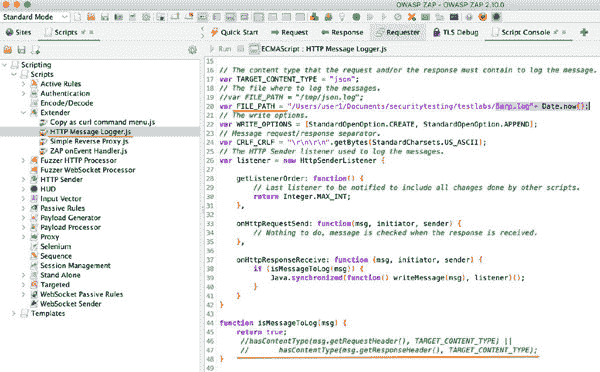 OWASP ZAP - OWASP ZAP 2.10.0
Standard Mode
Sites
Scripts
Quick Start
Request
Response
Requester
TLS Debug
Script Console
Run
ECMAScript : HTTP Message Logger.js
Scripting
Scripts
Active Rules
Authentication
Encode/Decode
Extender
Copy as curl command menu.js
HTTP Message Logger.js
Simple Reverse Proxy.js
ZAP onEvent Handler.js
Fuzzer HTTP Processor
Fuzzer WebSocket Processor
HTTP Sender
HUD
Input Vector
Passive Rules
Payload Generator
Payload Processor
Proxy
Selenium
Sequence
Session Management
Stand Alone
Targeted
WebSocket Passive Rules
WebSocket Sender
Templates
15
16 // The content type that the request and/or the response must contain to log the message.
17 var TARGET_CONTENT_TYPE = "json";
18 // The file where to log the messages.
19 //var FILE_PATH = "/tmp/json.log";
20 var FILE_PATH = "/Users/user1/Documents/securitytesting/testlabs/ Date.now();
21 // The write options.
22 var WRITE_OPTIONS = [StandardOpenOption.CREATE, StandardOpenOption.APPEND];
23 // Message request/response separator.
24 var CRLF_CRLF = "\r\n\r\n".getBytes(StandardCharsets.US_ASCII);
25 // The HTTP Sender listener used to log the messages.
26 var listener = new HttpSenderListener {
27
28 getListenerOrder: function() {
29 // Last listener to be notified to include all changes done by other scripts.
30 return Integer.MAX_INT;
31 },
32
33 onHttpRequestSend: function(msg, initiator, sender) {
34 // Nothing to do, message is checked when the response is received.
35 },
36
37 onHttpResponseReceive: function (msg, initiator, sender) {
38 if (isMessageToLog(msg)) {
39 Java.synchronized(function() writeMessage(msg), listener)();
40 }
41 }
42 }
43
44 function isMessageToLog(msg) {
45 return true;
46 //hasContentType(msg.getRequestHeader(), TARGET_CONTENT_TYPE) ||
47 // hasContentType(msg.getResponseHeader(), TARGET_CONTENT_TYPE);
48 }
49